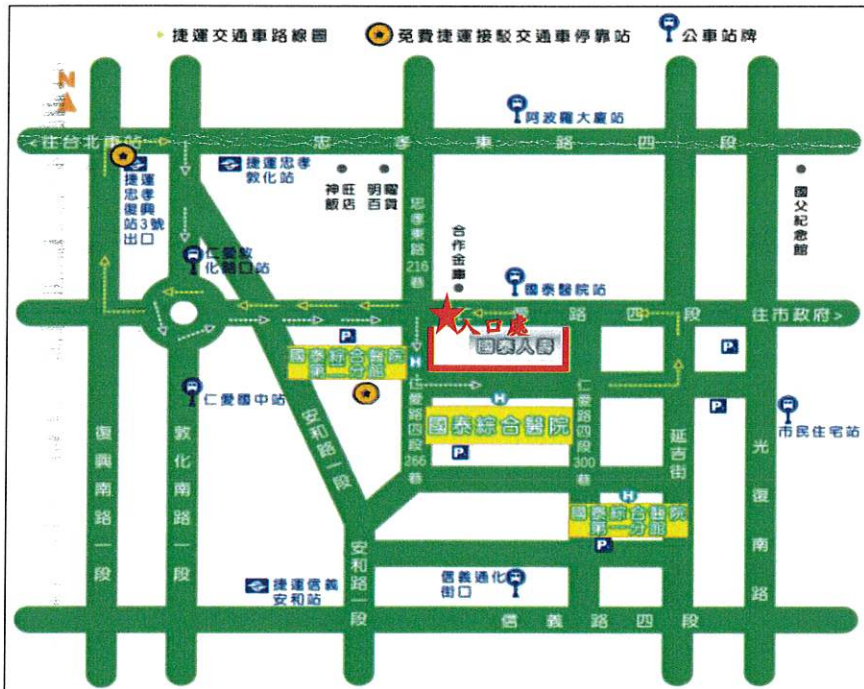 捷運交通車路線圖
免費捷運接駁交通車停靠站
公車站牌
N
阿波羅大廈站
<往台北車站
忠孝東路四段
捷運
忠孝
復興
站3號
出口
捷運忠孝
敦化站
神旺
飯店
明曜
百貨
國父紀念館
忠孝東路216巷
合作金庫
仁愛敦
化路口站
國泰醫院站
路四段
往市政府>
入口處
國泰人壽
P
國泰綜合醫院
第二分館
H
P
仁愛國中站
仁愛路四段266巷
H
國泰綜合醫院
P
仁愛路四段300巷
P
市民住宅站
安和路一段
復興南路一段
敦化南路一段
延吉街
光復南路
H
國泰綜合醫院
第一分館
P
P
安和路一段
捷運信義
安和站
信義通化
街口
信義路四段